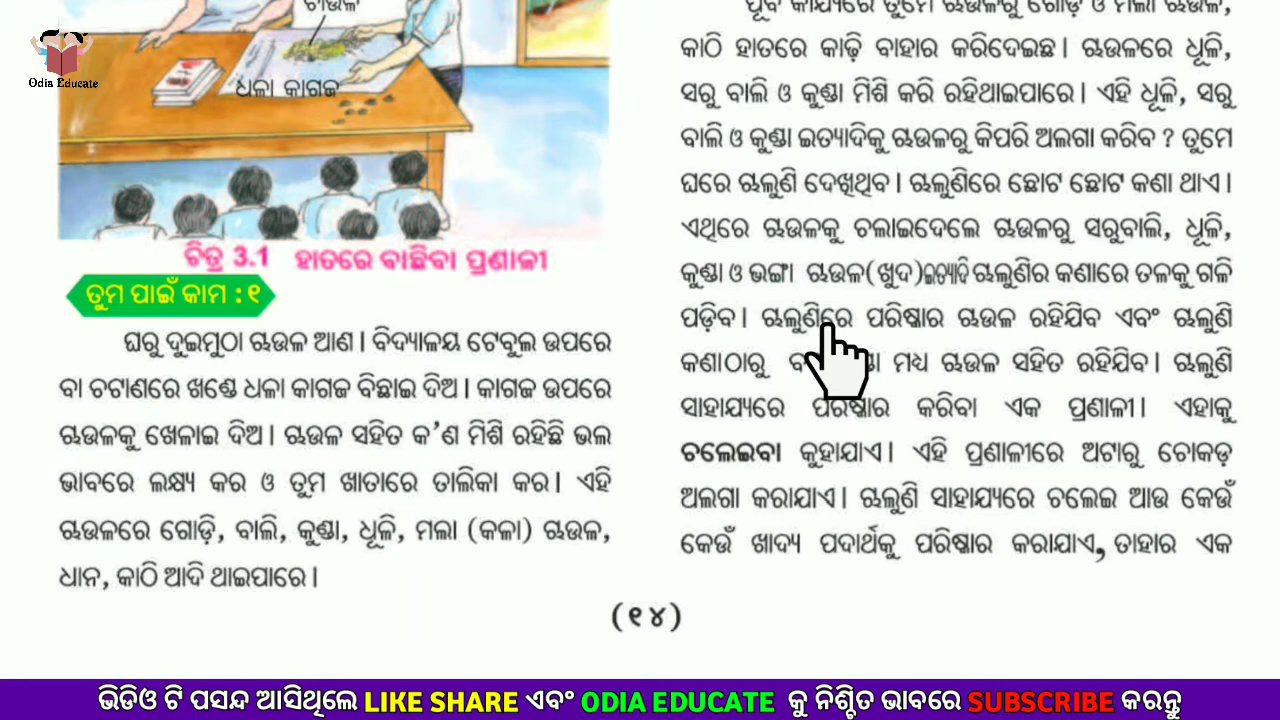 Odia Educate
ଚାଉଳ
ଧଳା କାଗଜ
ଚିତ୍ର 3.1 ହାତରେ ବାଛିବା ପ୍ରଣାଳୀ
ତୁମ ପାଇଁ କାମ : ୧
ଘରୁ ଦୁଇମୁଠା ଚାଉଳ ଆଣ । ବିଦ୍ୟାଳୟ ଟେବୁଲ ଉପରେ
ବା ଚଟାଣରେ ଖଣ୍ଡେ ଧଳା କାଗଜ ବିଛାଇ ଦିଅ । କାଗଜ ଉପରେ
ଚାଉଳକୁ ଖେଳାଇ ଦିଅ । ଚାଉଳ ସହିତ କ'ଣ ମିଶି ରହିଛି ଭଲ
ଭାବରେ ଲକ୍ଷ୍ୟ କର ଓ ତୁମ ଖାତାରେ ତାଲିକା କର । ଏହି
ଚାଉଳରେ ଗୋଡ଼ି, ବାଲି, କୁଣ୍ଡା, ଧୂଳି, ମଲା (କଳା) ଚାଉଳ,
ଧାନ, କାଠି ଆଦି ଥାଇପାରେ ।
ପୂର୍ବ କାର୍ଯ୍ୟରେ ତୁମେ ଚାଉଳରୁ ଗୋଡ଼ି ଓ ମଲା ଚାଉଳ,
କାଠି ହାତରେ କାଢ଼ି ବାହାର କରିଦେଇଛ । ଚାଉଳରେ ଧୂଳି,
ସରୁ ବାଲି ଓ କୁଣ୍ଡା ମିଶି କରି ରହିଥାଇପାରେ । ଏହି ଧୂଳି, ସରୁ
ବାଲି ଓ କୁଣ୍ଡା ଇତ୍ୟାଦିକୁ ଚାଉଳରୁ କିପରି ଅଲଗା କରିବ ? ତୁମେ
ଘରେ ଚାଲୁଣି ଦେଖିଥିବ । ଚାଲୁଣିରେ ଛୋଟ ଛୋଟ କଣା ଥାଏ ।
ଏଥିରେ ଚାଉଳକୁ ଚଲାଇଦେଲେ ଚାଉଳରୁ ସରୁବାଲି, ଧୂଳି,
କୁଣ୍ଡା ଓ ଭଙ୍ଗା ଚାଉଳ(ଖୁଦ)ଇତ୍ୟାଦି ଚାଲୁଣିର କଣାରେ ତଳକୁ ଗଳି
ପଡ଼ିବ । ଚାଲୁଣିରେ ପରିଷ୍କାର ଚାଉଳ ରହିଯିବ ଏବଂ ଚାଲୁଣି
କଣାଠାରୁ ମଧ୍ୟ ଚାଉଳ ସହିତ ରହିଯିବ । ଚାଲୁଣି
ସାହାଯ୍ୟରେ ପରିଷ୍କାର କରିବା ଏକ ପ୍ରଣାଳୀ । ଏହାକୁ
ଚଲେଇବା କୁହାଯାଏ । ଏହି ପ୍ରଣାଳୀରେ ଅଟାରୁ ଚୋକଡ଼
ଅଲଗା କରାଯାଏ । ଚାଲୁଣି ସାହାଯ୍ୟରେ ଚଲେଇ ଆଉ କେଉଁ
କେଉଁ ଖାଦ୍ୟ ପଦାର୍ଥକୁ ପରିଷ୍କାର କରାଯାଏ, ତାହାର ଏକ
(୧୪)
ଭିଡିଓ ଟି ପସନ୍ଦ ଆସିଥିଲେ LIKE SHARE ଏବଂ ODIA EDUCATE କୁ ନିଶ୍ଚିତ ଭାବରେ SUBSCRIBE କରନ୍ତୁ